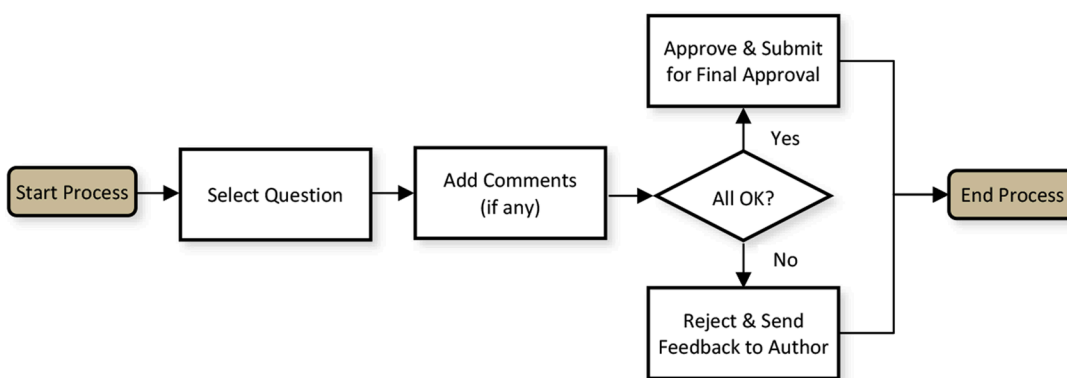 Approve & Submit
for Final Approval
Yes
Start Process
Select Question
Add Comments
(if any)
All OK?
End Process
No
Reject & Send
Feedback to Author